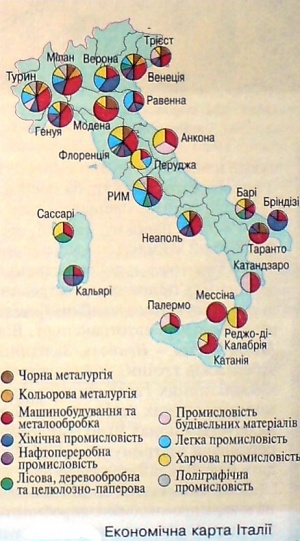 Трієст
Мілан Верона
Турин Венеція
Равенна
Генуя Модена
Анкона
Флоренція
Перуджа
РИМ
Барі
Сассарі Бріндізі
Неаполь
Таранто
Катандзаро
Кальярі
Палермо Мессіна
Реджо-ді-
Калабрія
Катанія
Чорна металургія
Кольорова металургія
Машинобудування та
металообробка
Хімічна промисловість
Нафтопереробна
промисловість
Лісова, деревообробна
та целюлозно-паперова
Промисловість
будівельних матеріалів
Легка промисловість
Харчова промисловість
Поліграфічна
промисловість
Економічна карта Італії